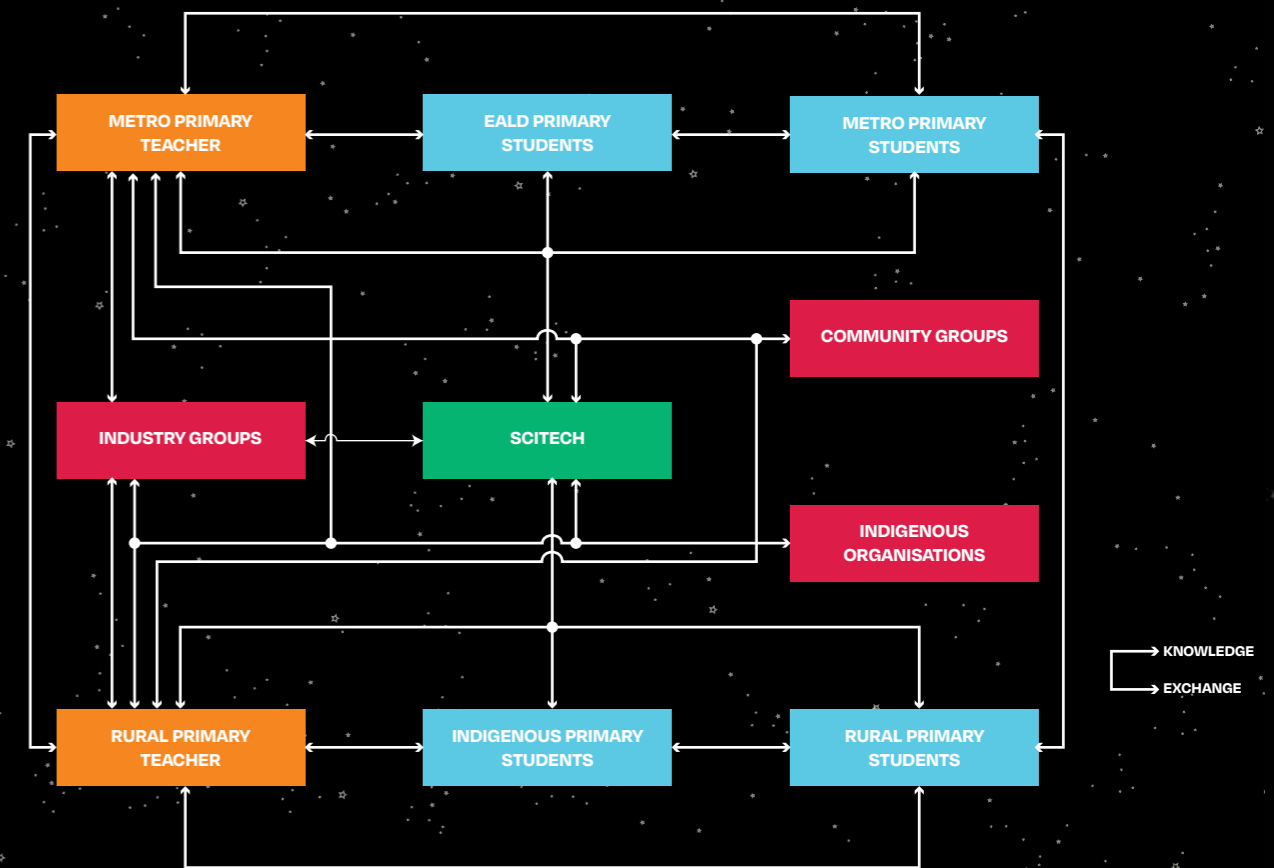 METRO PRIMARY
TEACHER
EALD PRIMARY
STUDENTS
METRO PRIMARY
STUDENTS
COMMUNITY GROUPS
INDUSTRY GROUPS
SCITECH
INDIGENOUS
ORGANISATIONS
KNOWLEDGE
EXCHANGE
RURAL PRIMARY
TEACHER
INDIGENOUS PRIMARY
STUDENTS
RURAL PRIMARY
STUDENTS